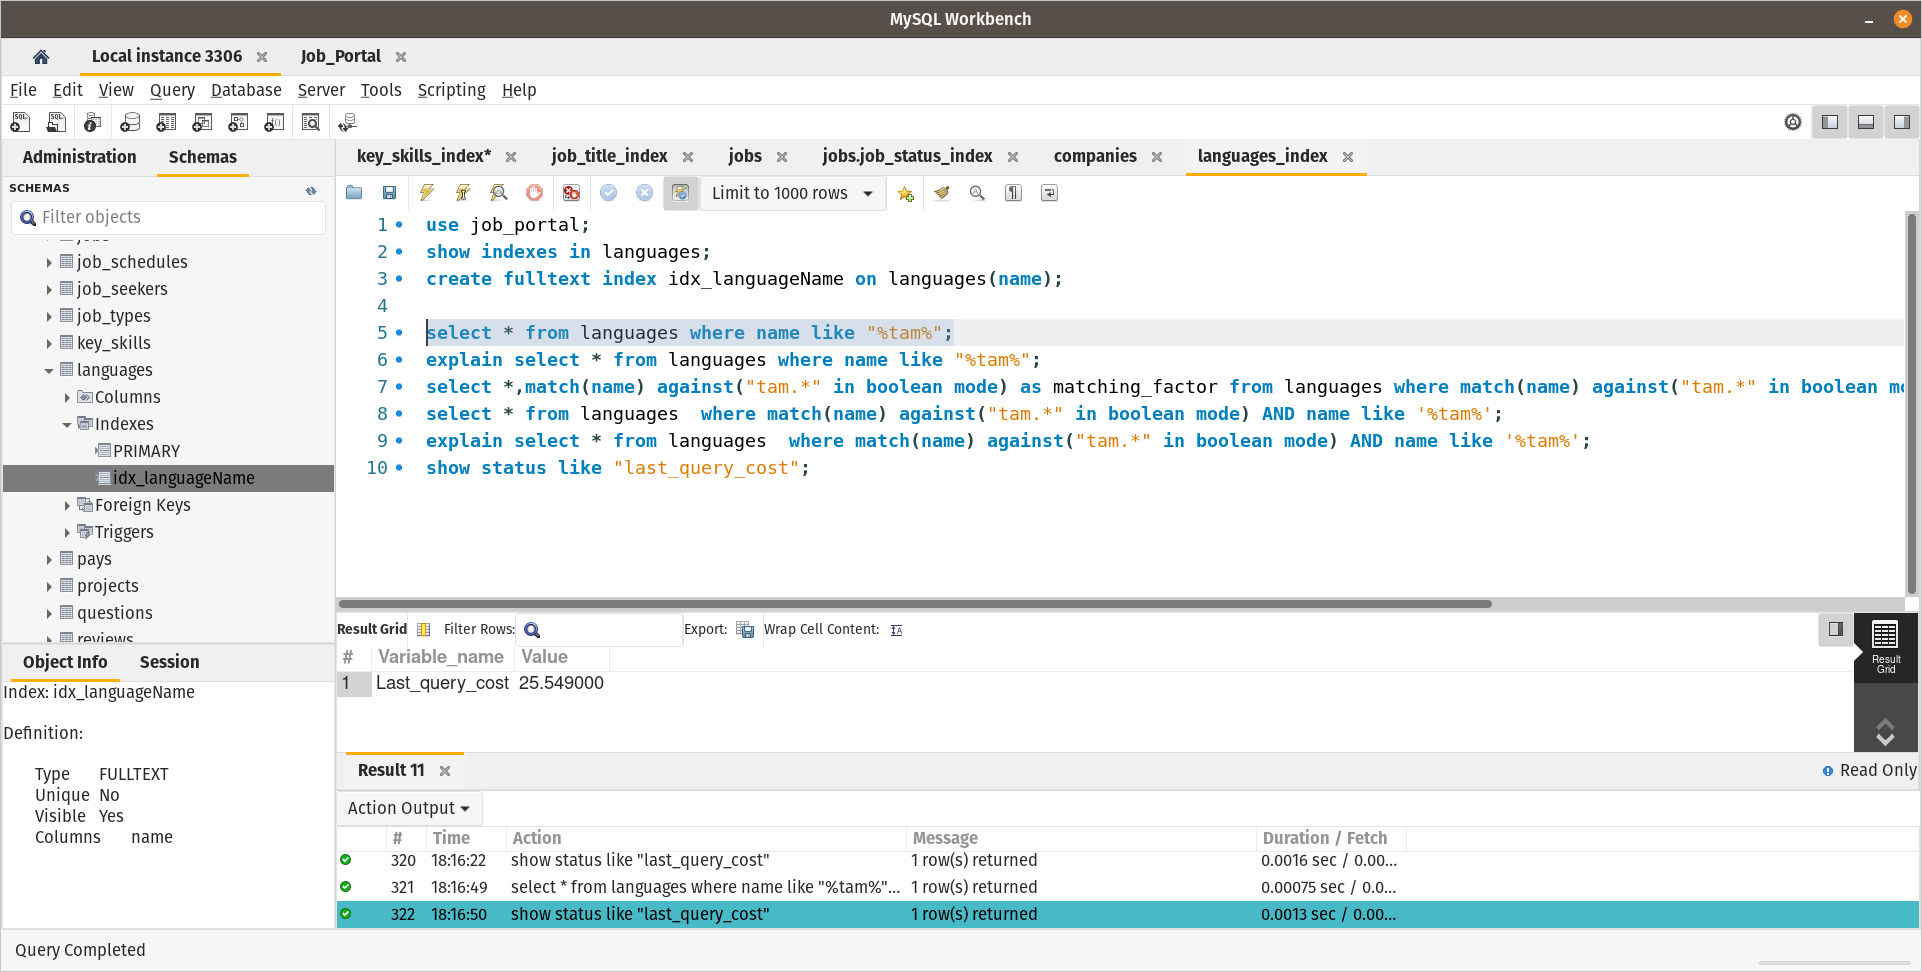 MySQL Workbench
Local instance 3306
Job_Portal
File Edit View Query Database Server Tools Scripting Help
Administration Schemas
key_skills_index* job_title_index jobs jobs.job_status_index companies languages_index
SCHEMAS
Filter objects
Limit to 1000 rows
job_schedules
job_seekers
job_types
key_skills
languages
Columns
Indexes
PRIMARY
idx_languageName
Foreign Keys
Triggers
pays
projects
questions
reviews
1 use job_portal;
2 show indexes in languages;
3 create fulltext index idx_languageName on languages(name);
4
5 select * from languages where name like "%tam%";
6 explain select * from languages where name like "%tam%";
7 select *,match(name) against("tam.*" in boolean mode) as matching_factor from languages where match(name) against("tam.*" in boolean mo
8 select * from languages  where match(name) against("tam.*" in boolean mode) AND name like '%tam%';
9 explain select * from languages  where match(name) against("tam.*" in boolean mode) AND name like '%tam%';
10 show status like "last_query_cost";
Result Grid Filter Rows: Export: Wrap Cell Content:
# Variable_name Value
1 Last_query_cost 25.549000
Result Grid
Object Info Session
Index: idx_languageName
Definition:
Type FULLTEXT
Unique No
Visible Yes
Columns name
Result 11
Read Only
Action Output
# Time Action Message Duration / Fetch
320 18:16:22 show status like "last_query_cost" 1 row(s) returned 0.0016 sec / 0.00...
321 18:16:49 select * from languages where name like "%tam%"... 1 row(s) returned 0.00075 sec / 0.0...
322 18:16:50 show status like "last_query_cost" 1 row(s) returned 0.0013 sec / 0.00...
Query Completed